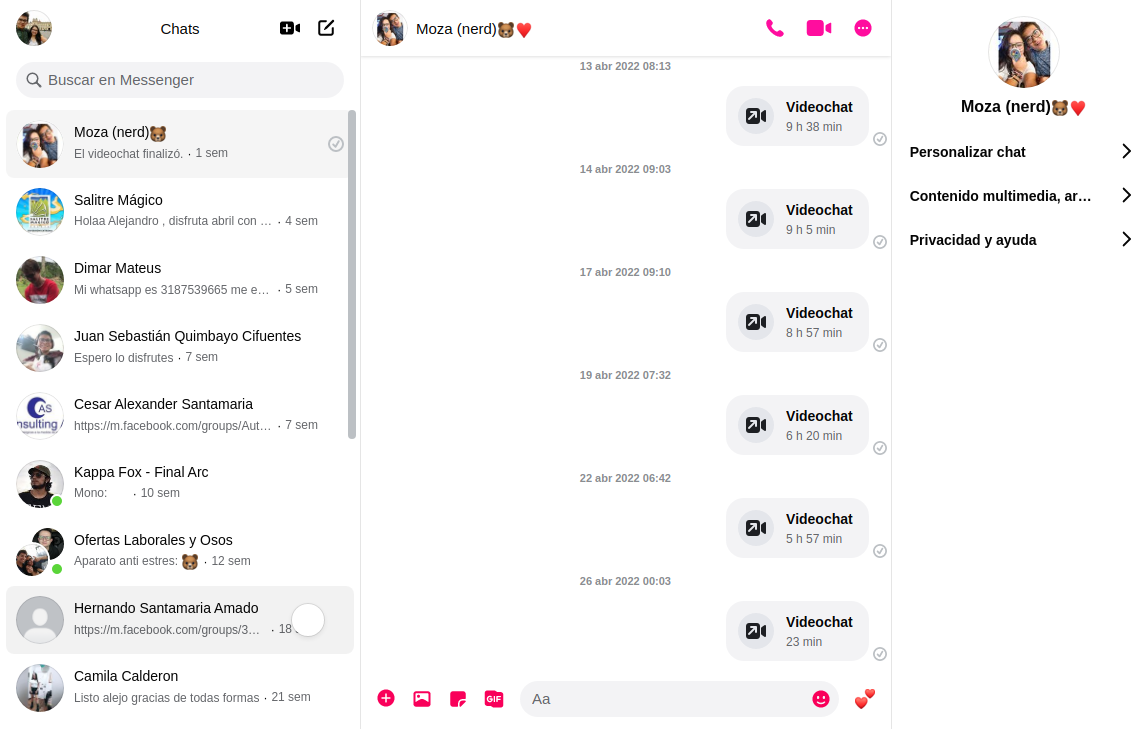 Chats
Buscar en Messenger
Moza (nerd)🐻
El videochat finalizó. · 1 sem
Salitre Mágico
Holaa Alejandro , disfruta abril con … · 4 sem
Dimar Mateus
Mi whatsapp es 3187539665 me e… · 5 sem
Juan Sebastián Quimbayo Cifuentes
Espero lo disfrutes · 7 sem
Cesar Alexander Santamaria
https://m.facebook.com/groups/Aut… · 7 sem
Kappa Fox - Final Arc
Mono: · 10 sem
Ofertas Laborales y Osos
Aparato anti estres: 🐻 · 12 sem
Hernando Santamaria Amado
https://m.facebook.com/groups/3… · 18
Camila Calderon
Listo alejo gracias de todas formas · 21 sem
Moza (nerd)🐻❤️
13 abr 2022 08:13
Videochat
9 h 38 min
14 abr 2022 09:03
Videochat
9 h 5 min
17 abr 2022 09:10
Videochat
8 h 57 min
19 abr 2022 07:32
Videochat
6 h 20 min
22 abr 2022 06:42
Videochat
5 h 57 min
26 abr 2022 00:03
Videochat
23 min
GIF
Aa
Moza (nerd)🐻❤️
Personalizar chat
Contenido multimedia, ar…
Privacidad y ayuda